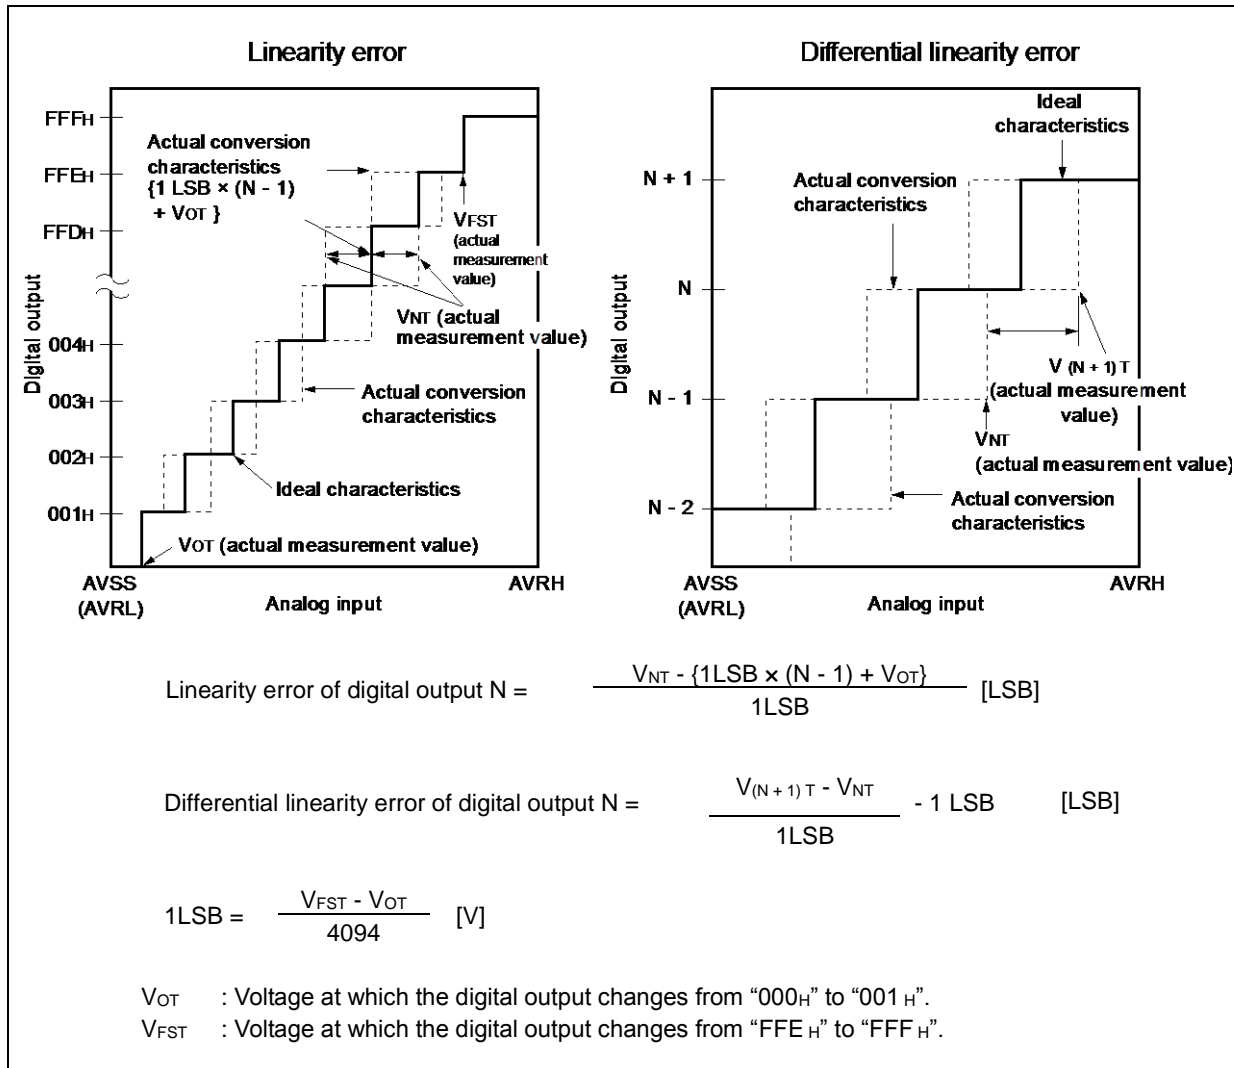 Linearity error
FFFH
FFEH
FFDH
004H
003H
002H
001H
Digital output
Actual conversion
characteristics
{1 LSB × (N - 1)
+ VOT }
VFST
(actual
measurement
value)
VNT (actual
measurement value)
Actual conversion
characteristics
Ideal characteristics
VOT (actual measurement value)
AVSS
(AVRL)
Analog input
AVRH
Differential linearity error
N + 1
N
N - 1
N - 2
Digital output
Ideal
characteristics
Actual conversion
characteristics
V (N + 1) T
(actual measurement
value)
VNT
(actual measurement value)
Actual conversion
characteristics
AVSS
(AVRL)
Analog input
AVRH
Linearity error of digital output N = VNT - {1LSB × (N - 1) + VOT} / 1LSB [LSB]
Differential linearity error of digital output N = V(N + 1) T - VNT / 1LSB - 1 LSB [LSB]
1LSB = VFST - VOT / 4094 [V]
VOT : Voltage at which the digital output changes from “000H” to “001 H”.
VFST : Voltage at which the digital output changes from “FFE H” to “FFF H”.